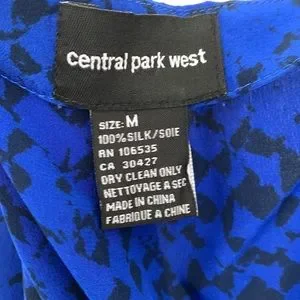 central park west
SIZE: M
100% SILK/SOIE
RN 106535
CA 30427
DRY CLEAN ONLY
NETTOYAGE A SEC
MADE IN CHINA
FABRIQUE A CHINE